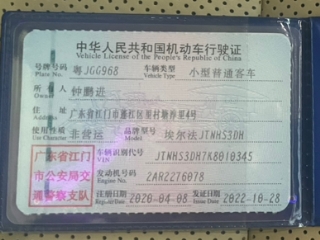 中华人民共和国机动车行驶证
Vehicle License of the People's Republic of China
号牌号码 粤JGG968 车辆类型 小型普通客车
Plate No. Vehicle Type
所有人 钟鹏进
Owner
住址
Address
使用性质 非营运 品牌型号 埃尔法JTNHS3DH
Use Character Model
广东省江门
市公安局交
通警察支队
车辆识别代号 JTNHS3DH7K8010345
VIN
发动机号码 2AR2276078
Engine No.
注册日期 2020-04-08 发证日期 2022-10-28
Register Date Issue Date